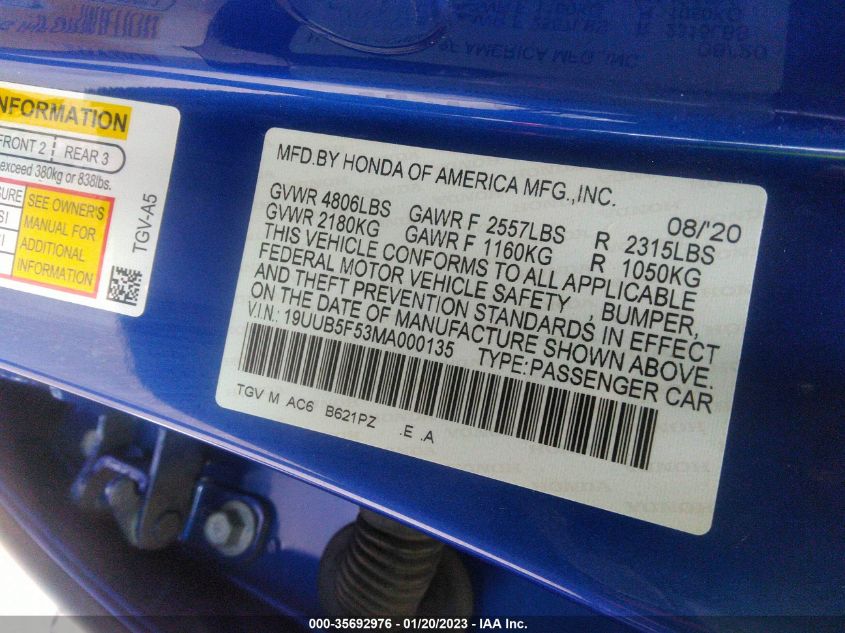 INFORMATION
FRONT 2 REAR 3
exceed 380kg or 838lbs.
SEE OWNER'S
MANUAL FOR
ADDITIONAL
INFORMATION
TGV-A5
MFD.BY HONDA OF AMERICA MFG.,INC.
08/'20
GVWR 4806LBS GAWR F 2557LBS R 2315LBS
GVWR 2180KG GAWR F 1160KG R 1050KG
THIS VEHICLE CONFORMS TO ALL APPLICABLE
FEDERAL MOTOR VEHICLE SAFETY , BUMPER,
AND THEFT PREVENTION STANDARDS IN EFFECT
ON THE DATE OF MANUFACTURE SHOWN ABOVE.
V.I.N.: 19UUB5F53MA000135 TYPE:PASSENGER CAR
TGV M AC6 B621PZ .E .A
000-35692976 - 01/20/2023 - IAA Inc.